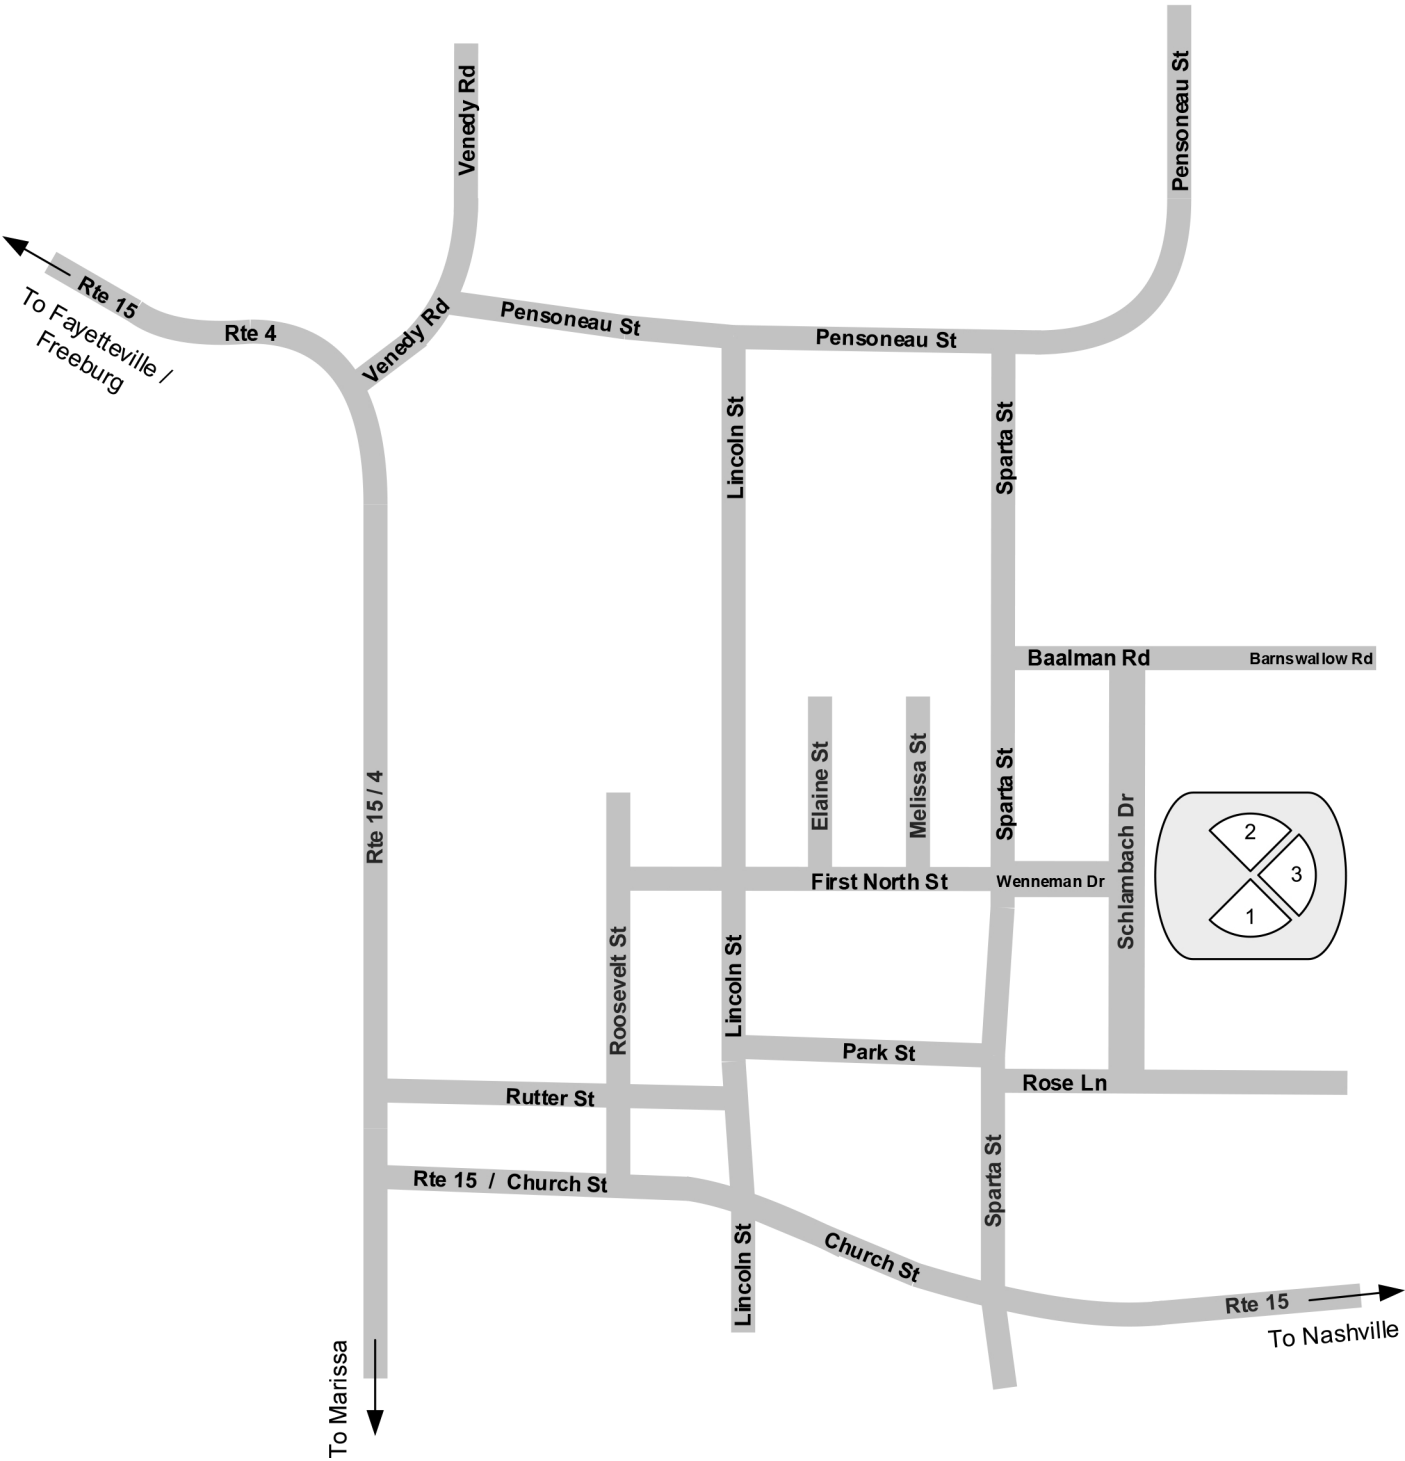 Pensoneau St
Venedy Rd
Rte 15
To Fayetteville /
Freeburg
Rte 4
Venedy Rd
Pensoneau St
Pensoneau St
Lincoln St
Sparta St
Baalman Rd
Barnswallow Rd
Rte 15 / 4
Elaine St
Melissa St
Sparta St
Schlambach Dr
2
3
1
First North St
Wenneman Dr
Roosevelt St
Lincoln St
Park St
Rose Ln
Rutter St
Rte 15 / Church St
Sparta St
Church St
Lincoln St
Rte 15
To Nashville
To Marissa